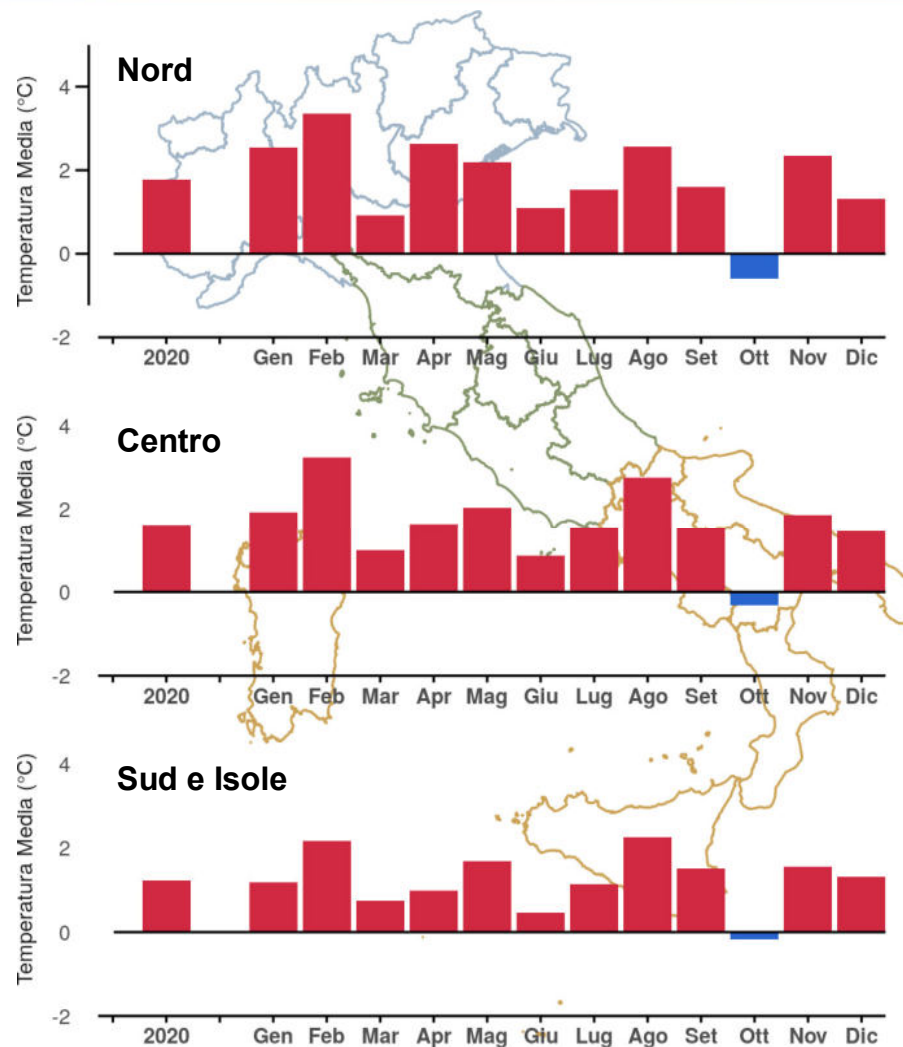 Nord
Temperatura Media (°C)
4
2
0
-2
2020 Gen Feb Mar Apr Mag Giu Lug Ago Set Ott Nov Dic
Centro
Temperatura Media (°C)
4
2
0
-2
2020 Gen Feb Mar Apr Mag Giu Lug Ago Set Ott Nov Dic
Sud e Isole
Temperatura Media (°C)
4
2
0
-2
2020 Gen Feb Mar Apr Mag Giu Lug Ago Set Ott Nov Dic